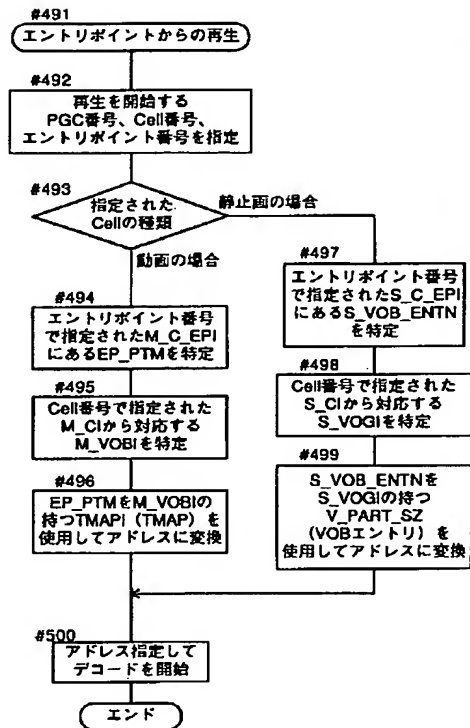 #491
エントリポイントからの再生
#492
再生を開始する
PGC番号、Cell番号、
エントリポイント番号を指定
#493
指定された
Cellの種類
静止画の場合
動画の場合
#494
エントリポイント番号
で指定されたM_C_EPI
にあるEP_PTMを特定
#495
Cell番号で指定された
M_CIから対応する
M_VOBIを特定
#496
EP_PTMをM_VOBIの
持つTMAPI（TMAP）を
使用してアドレスに変換
#497
エントリポイント番号
で指定されたS_C_EPI
にあるS_VOB_ENTN
を特定
#498
Cell番号で指定された
S_CIから対応する
S_VOGIを特定
#499
S_VOB_ENTNを
S_VOGIの持つ
V_PART_SZ
（VOBエントリ）を
使用してアドレスに変換
#500
アドレス指定して
デコードを開始
エンド